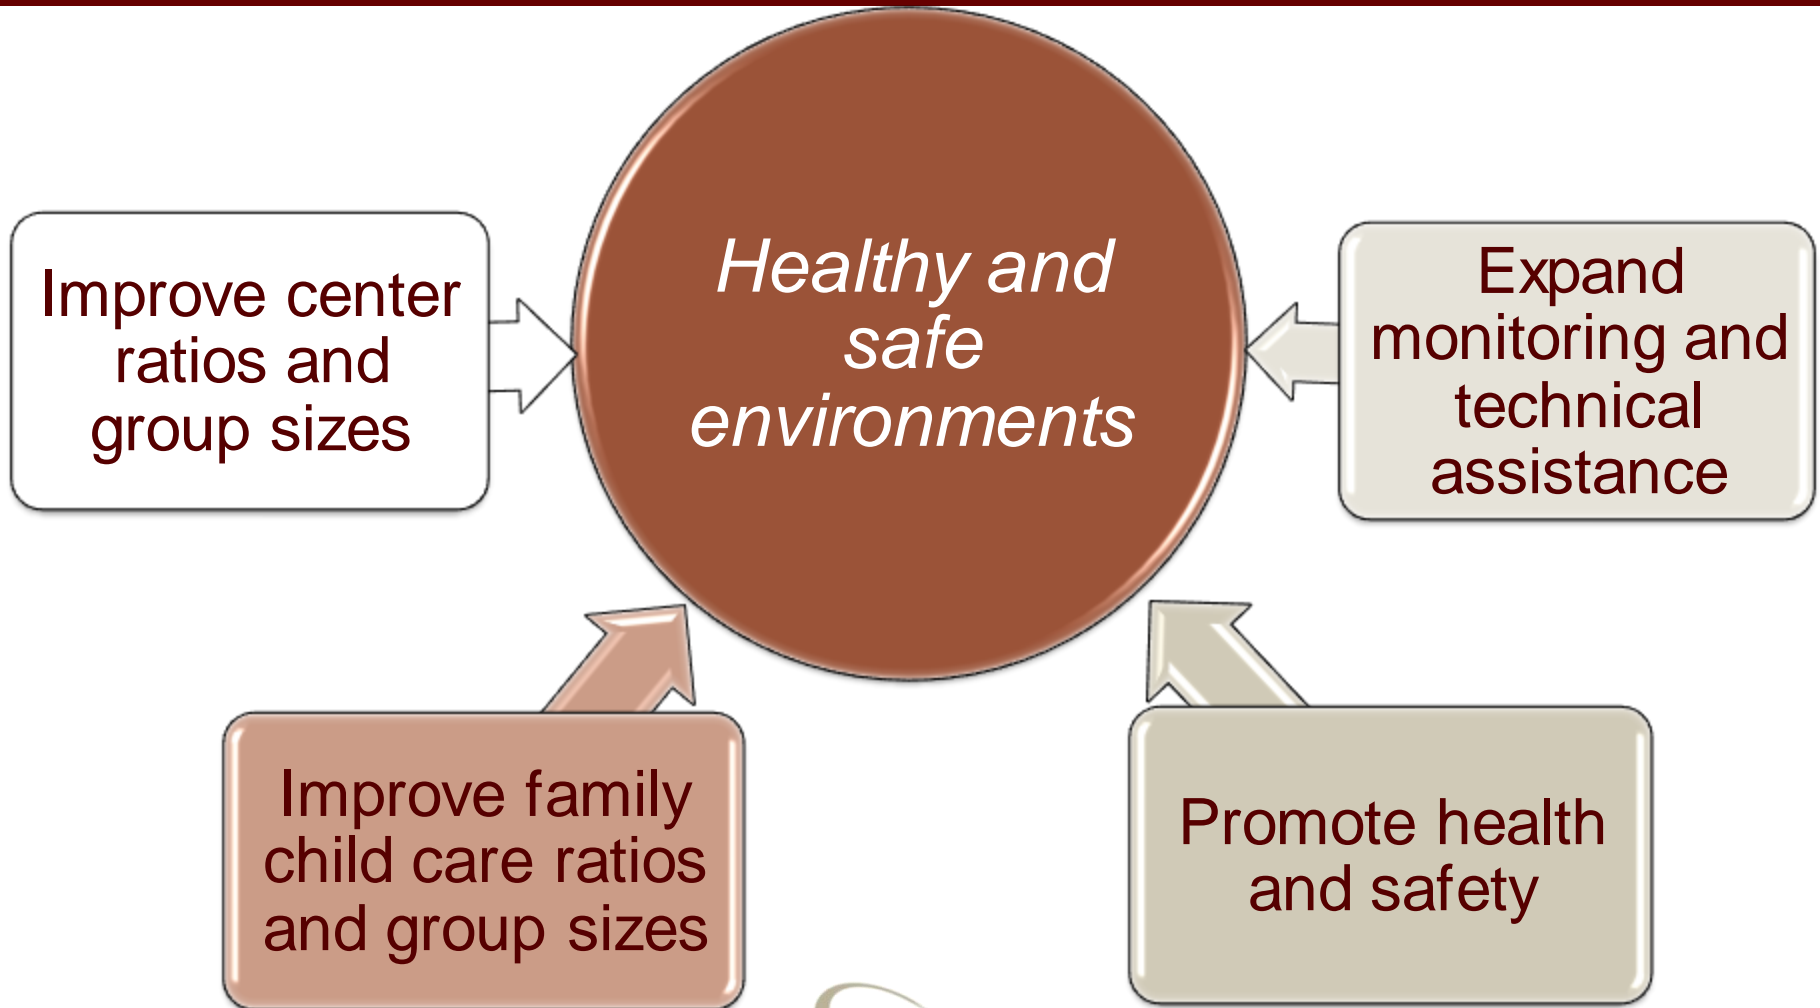 Healthy and
safe
environments
Improve center
ratios and
group sizes
Expand
monitoring and
technical
assistance
Improve family
child care ratios
and group sizes
Promote health
and safety